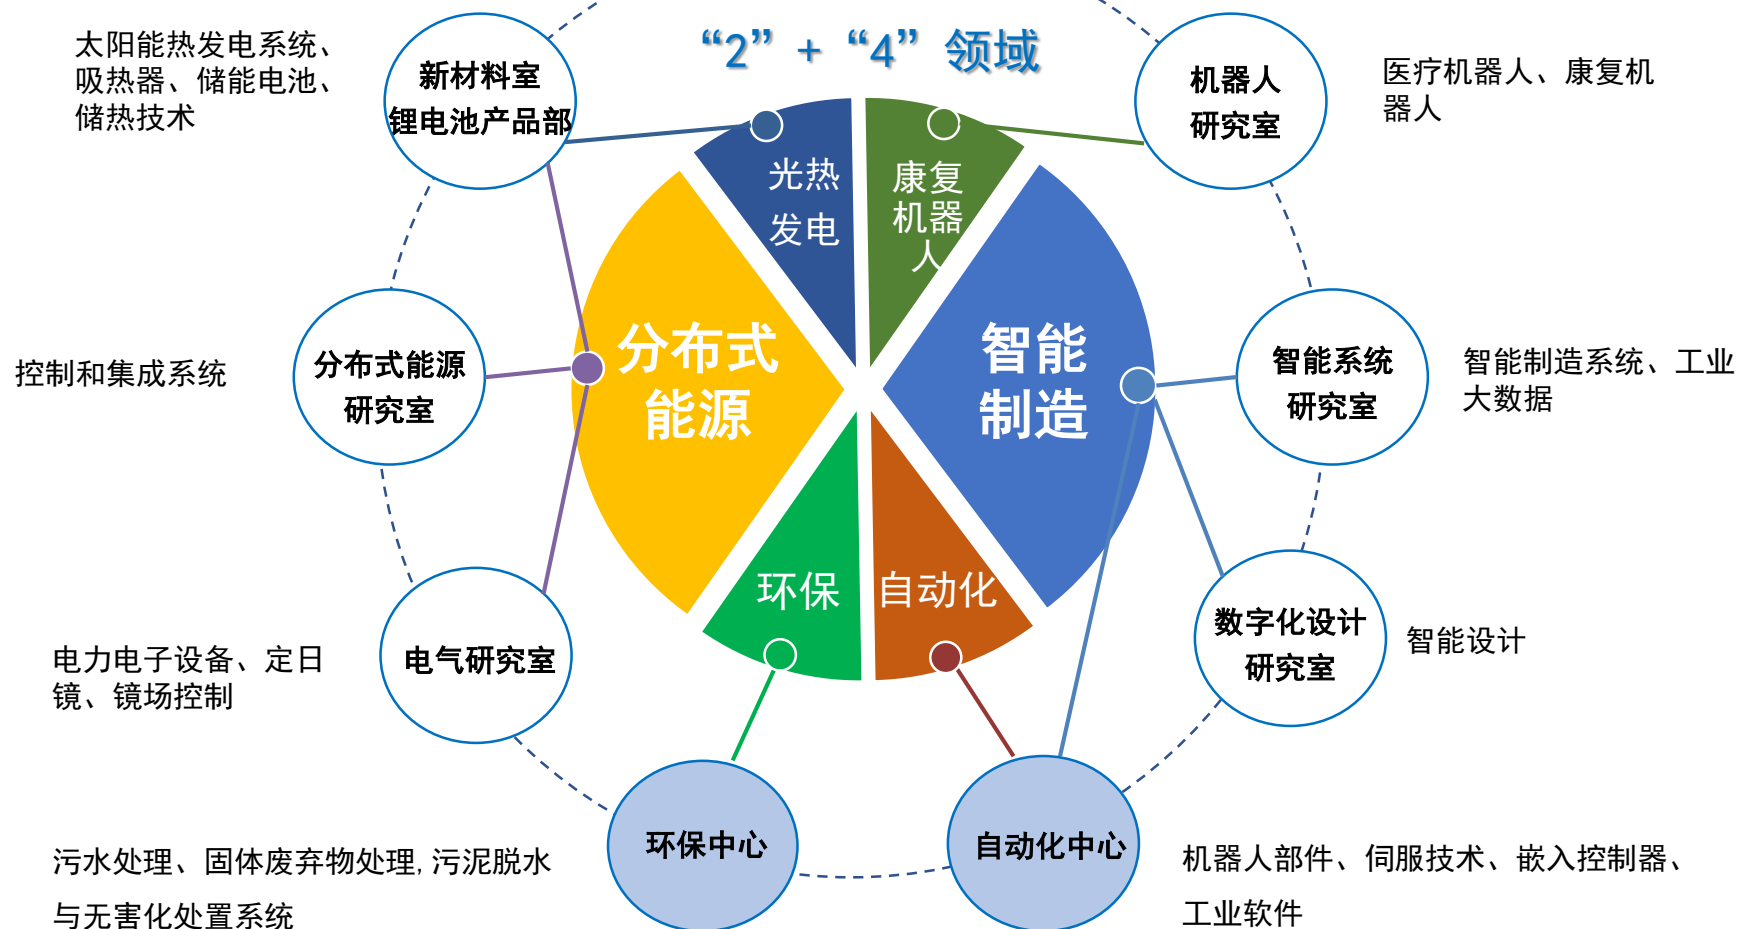 “2” + “4” 领域
太阳能热发电系统、
吸热器、储能电池、
储热技术
新材料室
锂电池产品部
机器人
研究室
医疗机器人、康复机
器人
光热
发电
康复
机器
人
控制和集成系统
分布式能源
研究室
分布式
能源
智能
制造
智能系统
研究室
智能制造系统、工业
大数据
电力电子设备、定日
镜、镜场控制
电气研究室
环保
自动化
数字化设计
研究室
智能设计
污水处理、固体废弃物处理, 污泥脱水
与无害化处置系统
环保中心
自动化中心
机器人部件、伺服技术、嵌入控制器、
工业软件